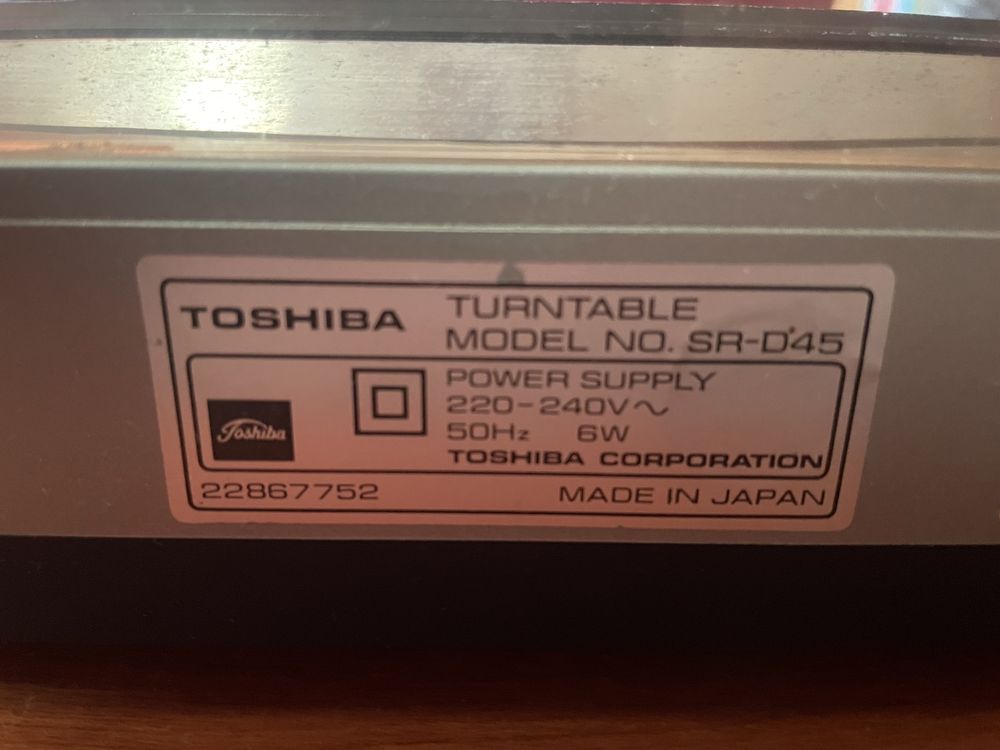 TOSHIBA
TURNTABLE
MODEL NO. SR-D45
Toshiba
POWER SUPPLY
220-240V~
50Hz 6W
TOSHIBA CORPORATION
22867752
MADE IN JAPAN